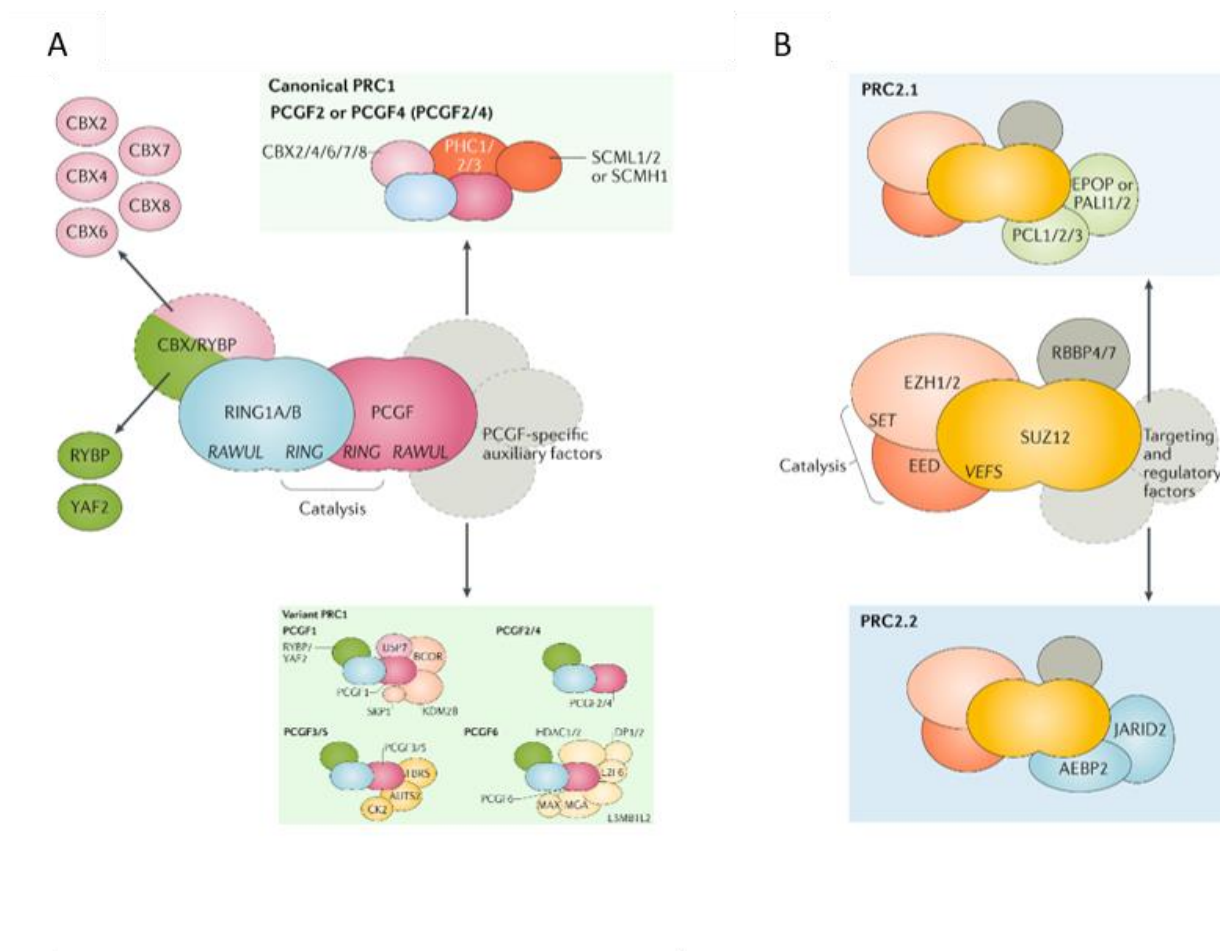 A
CBX2
CBX7
CBX4
CBX8
CBX6
Canonical PRC1
PCGF2 or PCGF4 (PCGF2/4)
CBX2/4/6/7/8
PHC1/
2/3
SCML1/2
or SCMH1
CBX/RYBP
RING1A/B
PCGF
RAWUL
RING
RING
RAWUL
PCGF-specific
auxiliary factors
Catalysis
RYBP
YAF2
Variant PRC1
PCGF1
RYBP/
YAF2
USP7
BCOR
PCGF1
SKP1
KDM2B
PCGF2/4
PCGF2/4
PCGF3/5
PCGF3/5
AUTS2
CK2
PCGF6
HDAC1/2
DP1/2
PCGF6
MAX
MGA
L3MBTL2
B
PRC2.1
EPOP or
PALI1/2
PCL1/2/3
RBBP4/7
EZH1/2
SET
SUZ12
EED
VEFS
Catalysis
Targeting
and
regulatory
factors
PRC2.2
JARID2
AEBP2